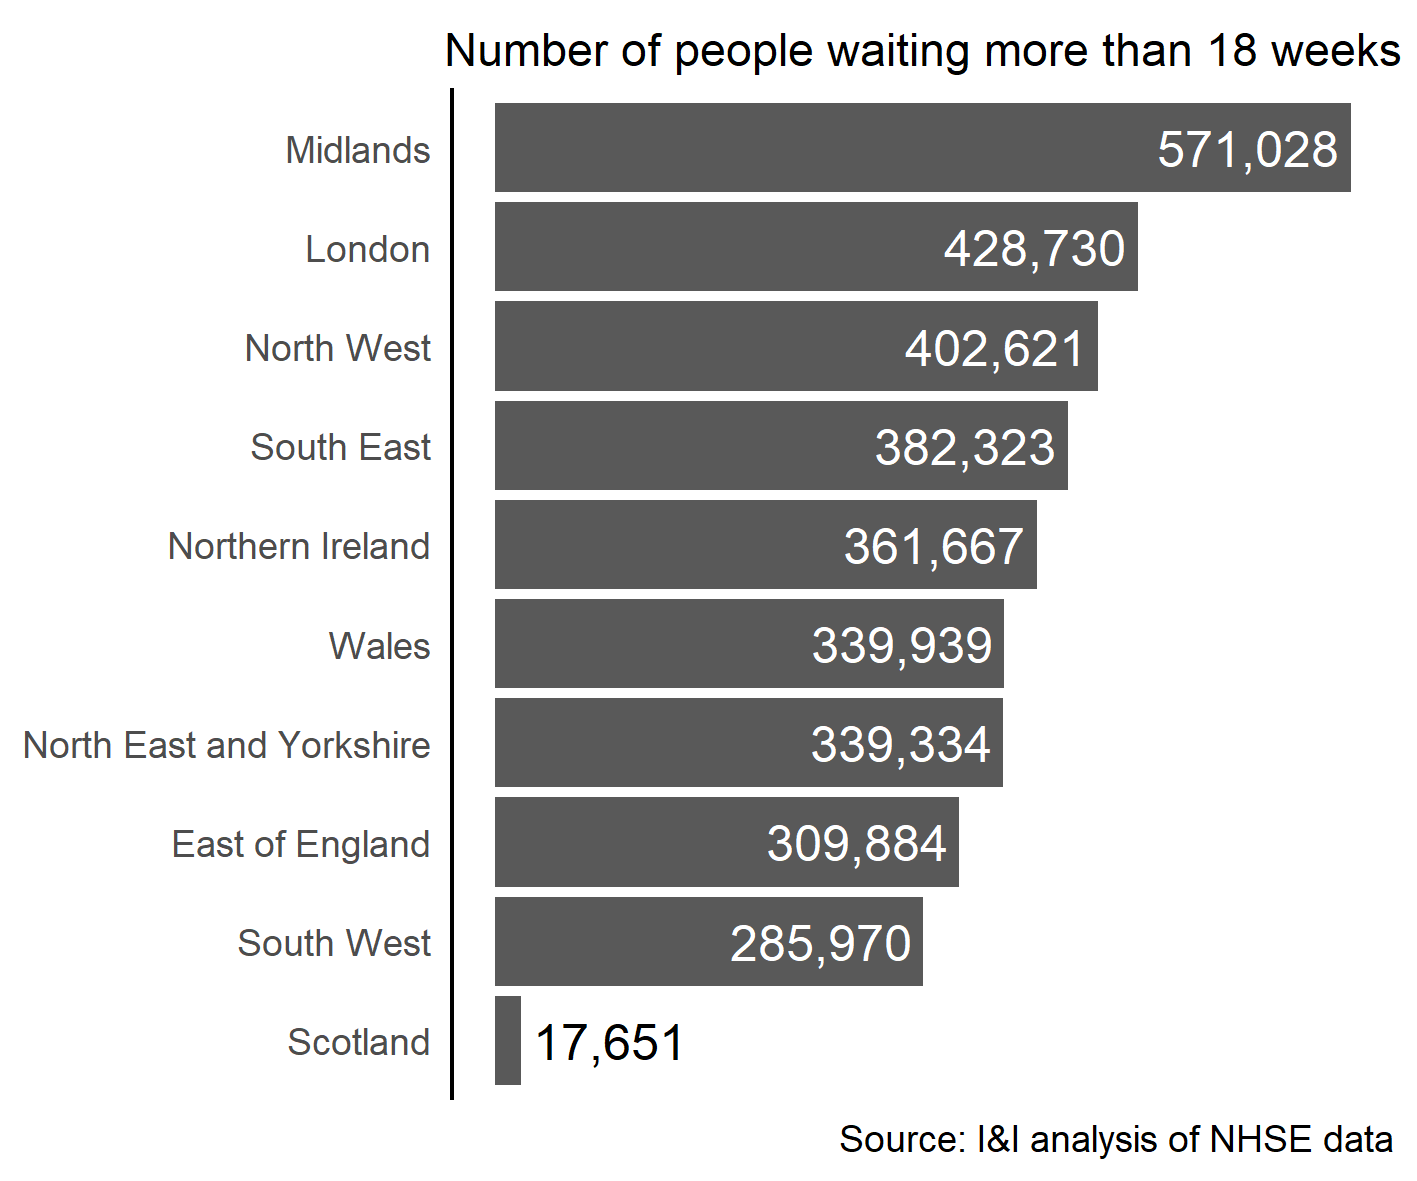 Number of people waiting more than 18 weeks
Midlands 571,028
London 428,730
North West 402,621
South East 382,323
Northern Ireland 361,667
Wales 339,939
North East and Yorkshire 339,334
East of England 309,884
South West 285,970
Scotland 17,651
Source: I&I analysis of NHSE data